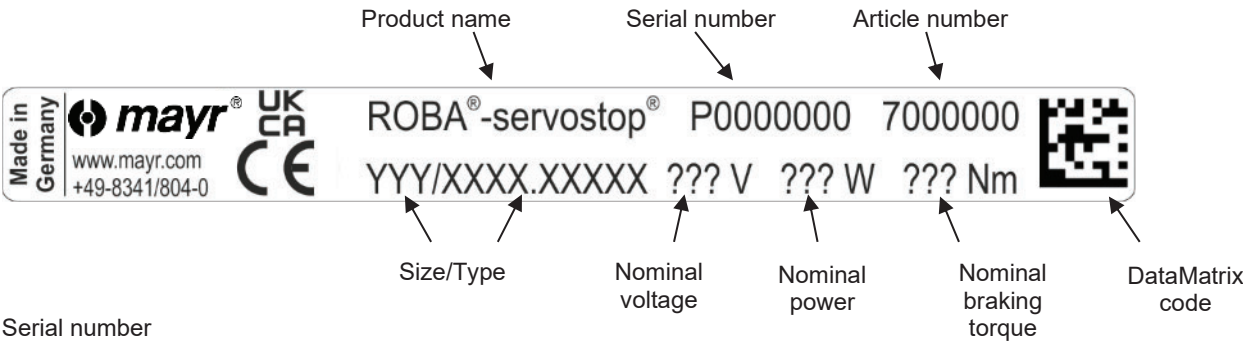 Product name Serial number Article number
Made in
Germany
mayr®
www.mayr.com
+49-8341/804-0
UK
CA
CE
ROBA®-servostop® P0000000 7000000
YYY/XXXX.XXXXX ??? V ??? W ??? Nm
Size/Type
Nominal
voltage
Nominal
power
Nominal
braking
torque
DataMatrix
code
Serial number